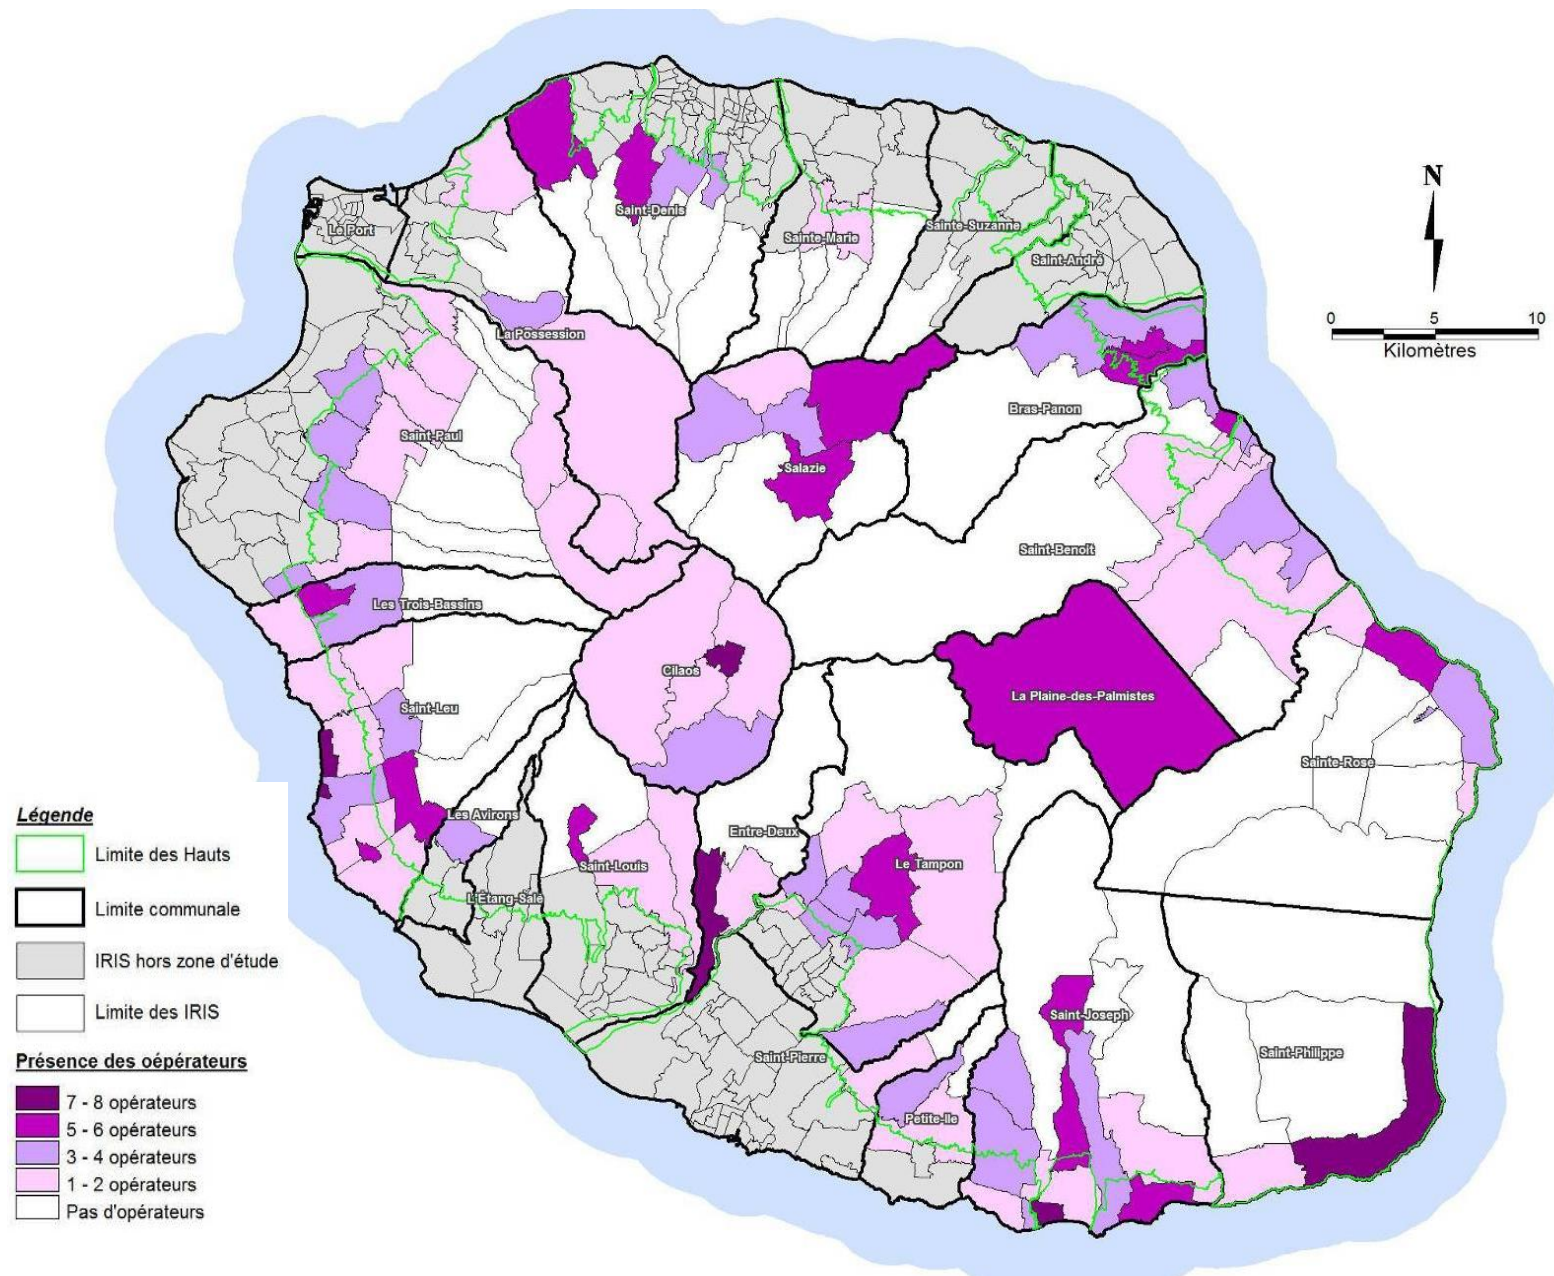 N
0 5 10
Kilomètres
Saint-Denis
Le Port
Sainte-Marie
Sainte-Suzanne
Saint-André
La Possession
Bras-Panon
Saint-Paul
Salazie
Saint-Benoît
Les Trois-Bassins
Cilaos
La Plaine-des-Palmistes
Saint-Leu
Sainte-Rose
Les Avirons
Entre-Deux
Saint-Louis
Le Tampon
L'Etang-Salé
Saint-Joseph
Saint-Pierre
Saint-Philippe
Petite-Ile
Légende
Limite des Hauts
Limite communale
IRIS hors zone d'étude
Limite des IRIS
Présence des oépérateurs
7 - 8 opérateurs
5 - 6 opérateurs
3 - 4 opérateurs
1 - 2 opérateurs
Pas d'opérateurs